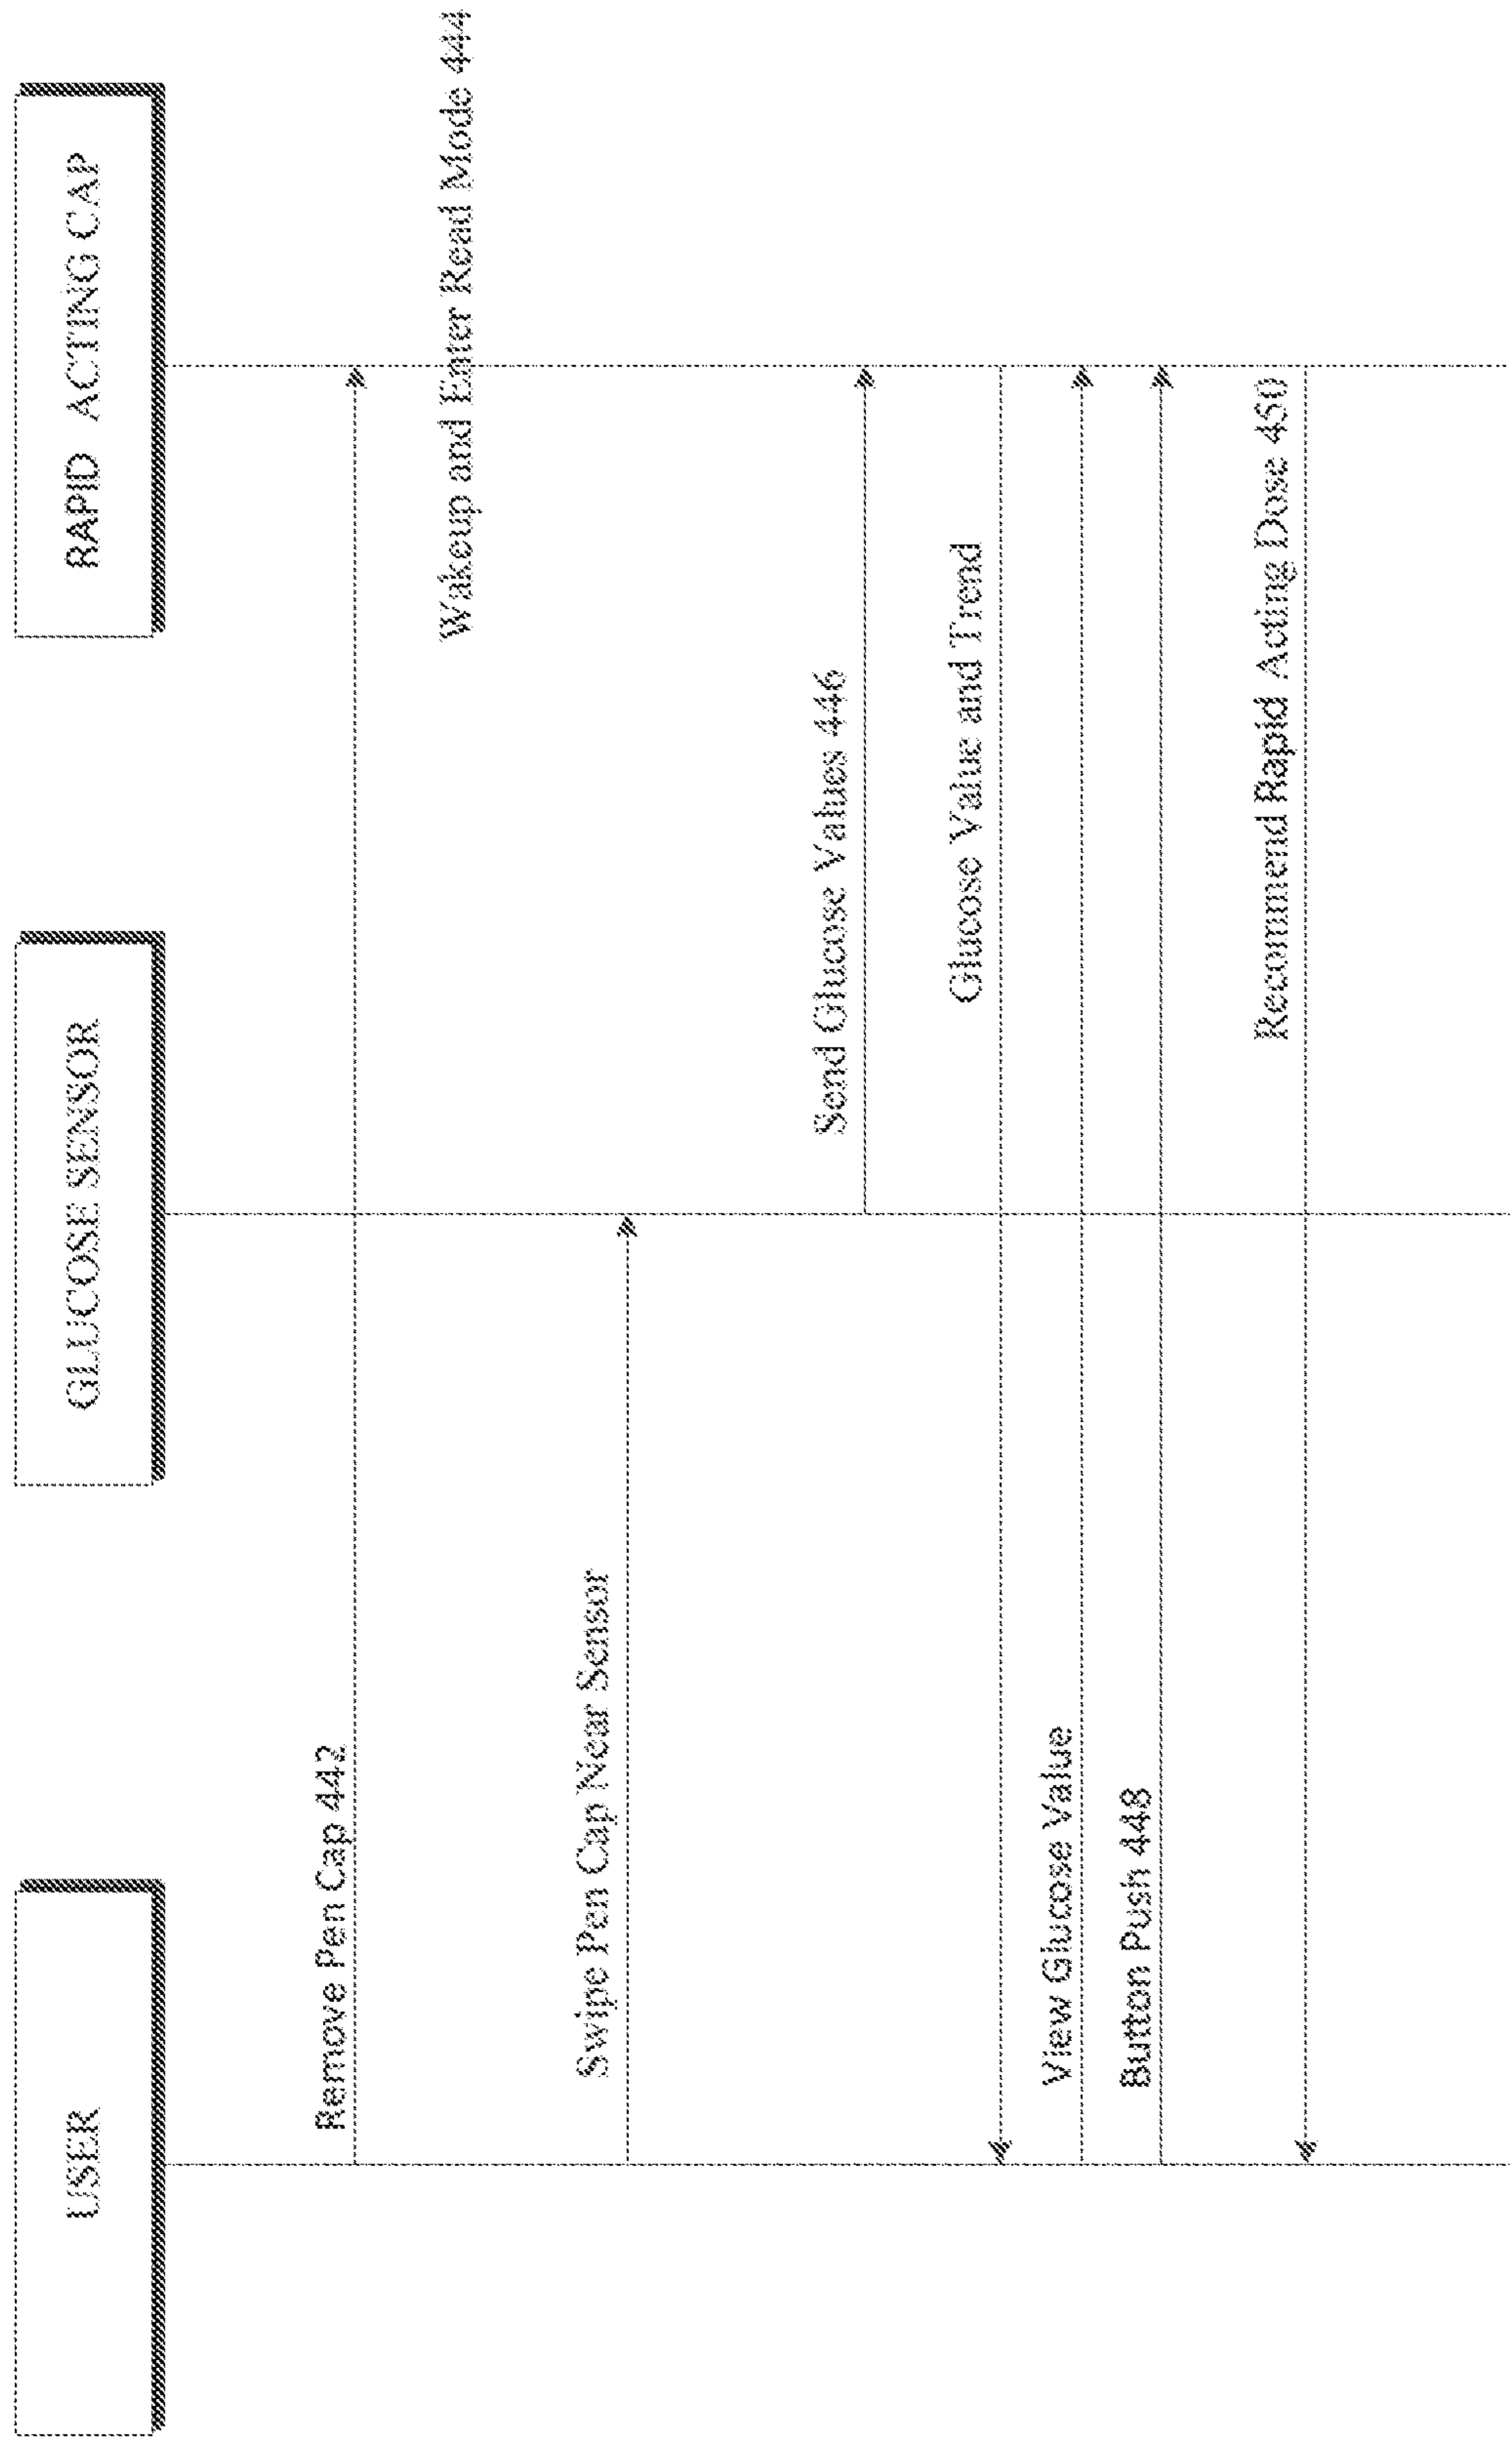 USER
GLUCOSE SENSOR
RAPID ACTING CAP
Remove Pen Cap 442
Wakeup and Enter Read Mode 444
Swipe Pen Cap Near Sensor
Send Glucose Values 446
Glucose Value and Trend
View Glucose Value
Button Push 448
Recommend Rapid Acting Dose 450